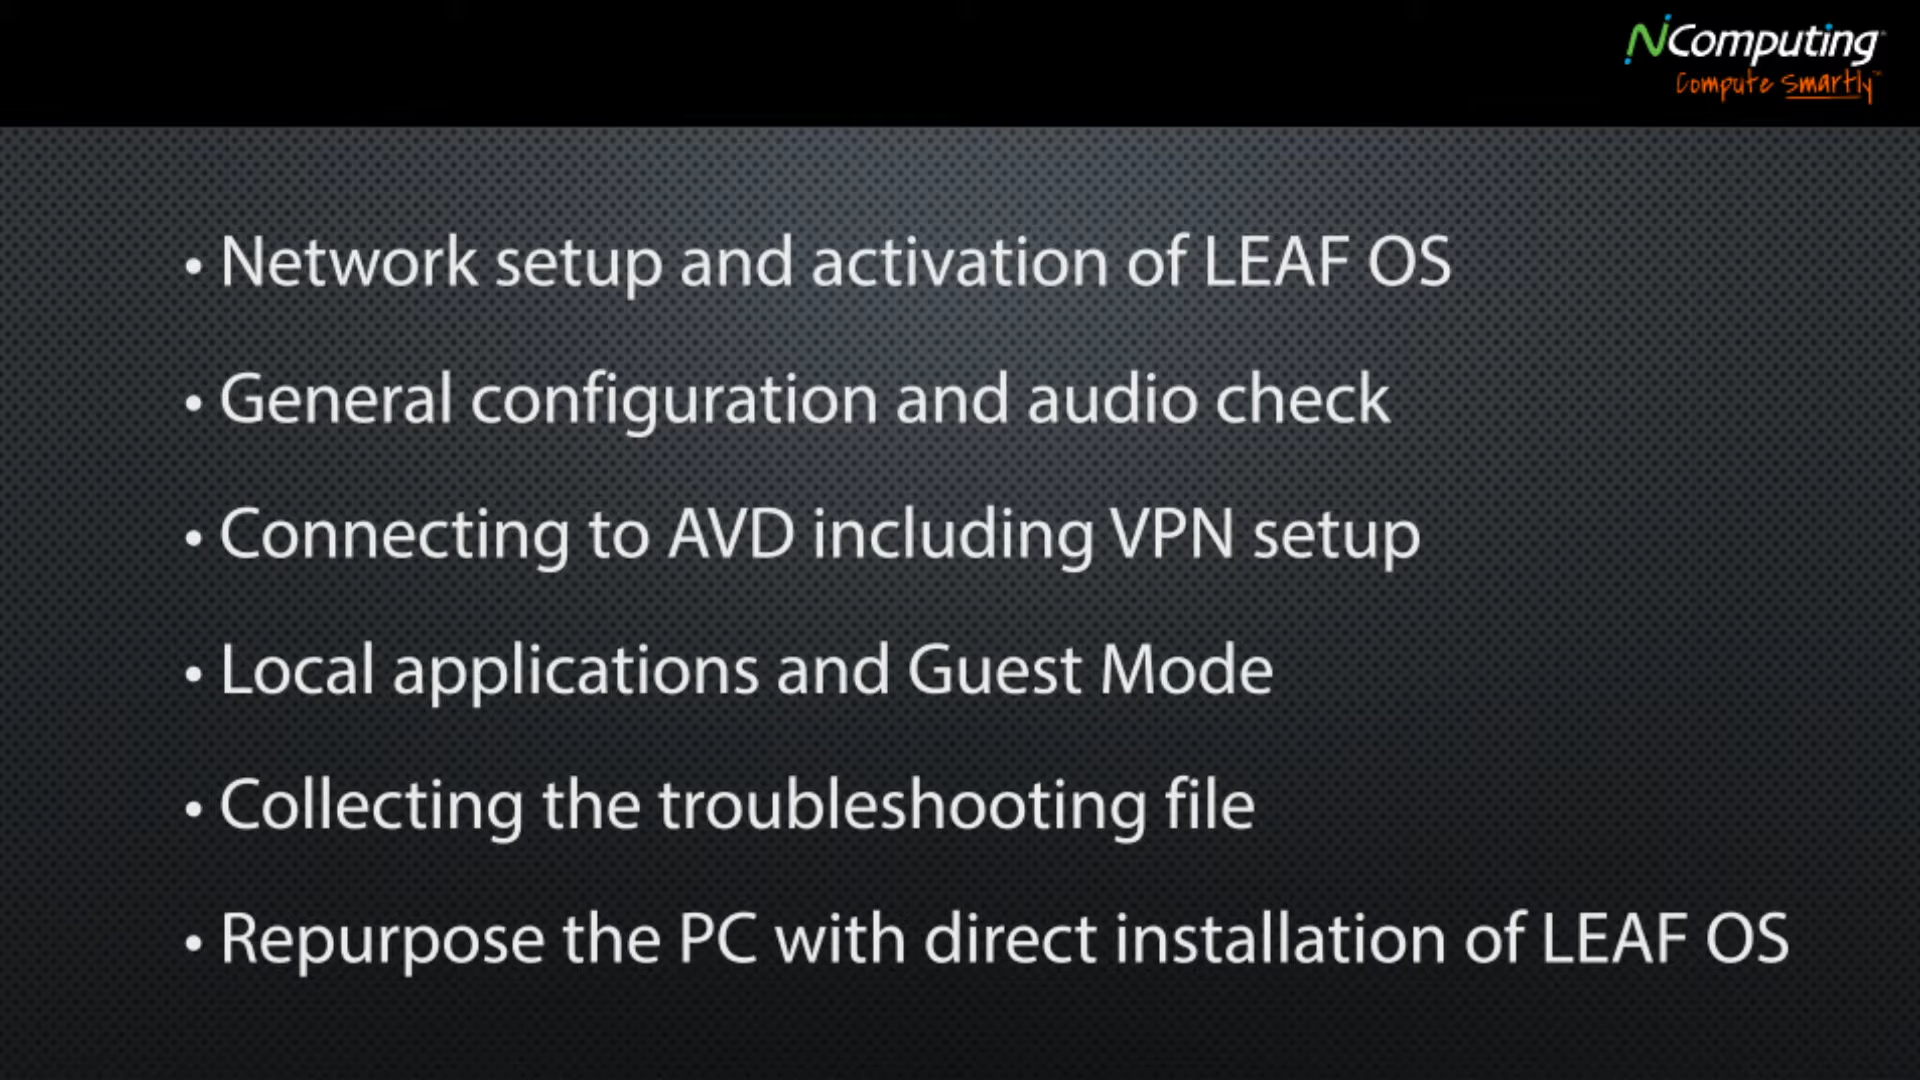 NComputing
Compute Smartly™
• Network setup and activation of LEAF OS
• General configuration and audio check
• Connecting to AVD including VPN setup
• Local applications and Guest Mode
• Collecting the troubleshooting file
• Repurpose the PC with direct installation of LEAF OS